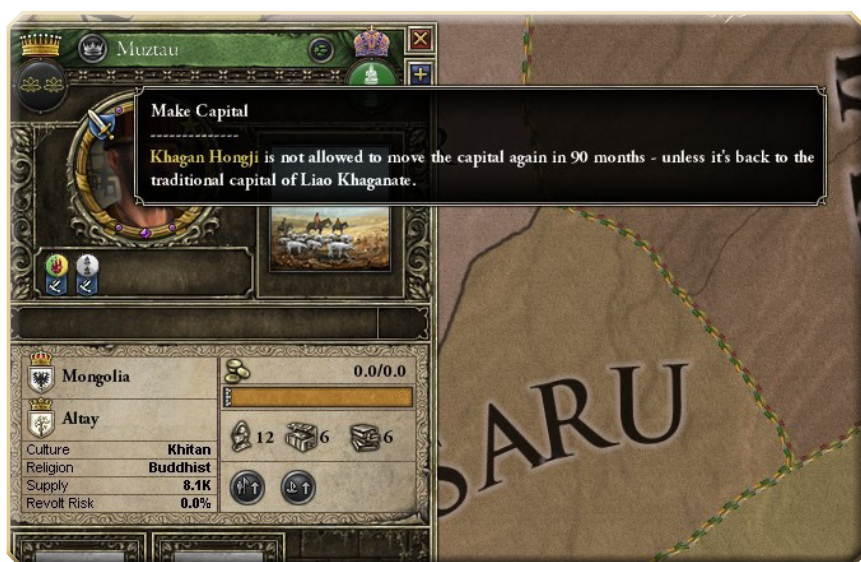 Muztau
Make Capital
--------------
Khagan Hongji is not allowed to move the capital again in 90 months - unless it's back to the
traditional capital of Liao Khaganate.
Mongolia
0.0/0.0
Altay
12 6 6
Culture Khitan
Religion Buddhist
Supply 8.1K
Revolt Risk 0.0%
SARU